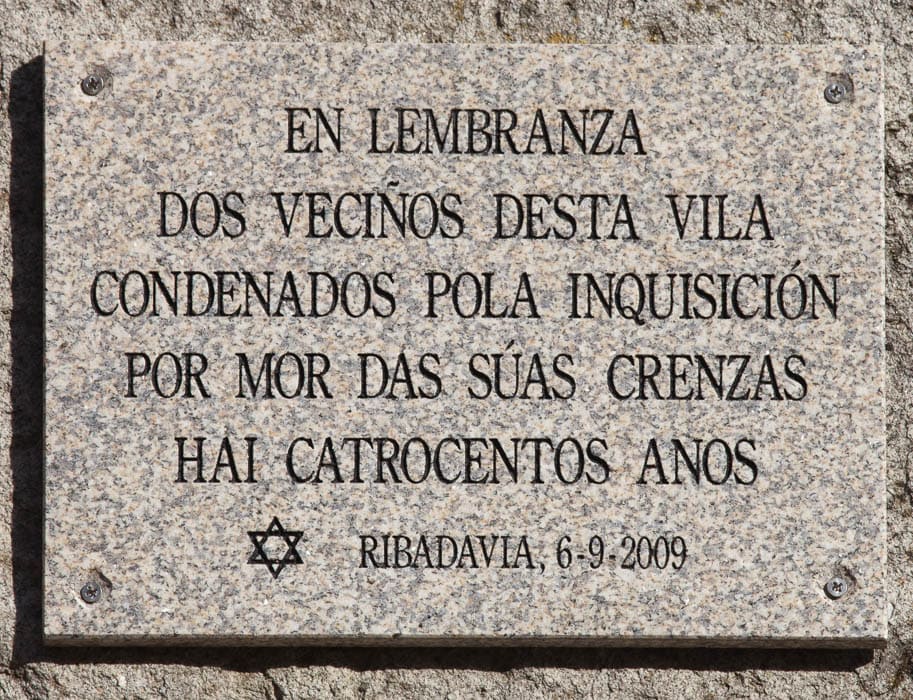 EN LEMBRANZA
DOS VECIÑOS DESTA VILA
CONDENADOS POLA INQUISICIÓN
POR MOR DAS SÚAS CRENZAS
HAI CATROCENTOS ANOS
RIBADAVIA, 6-9-2009